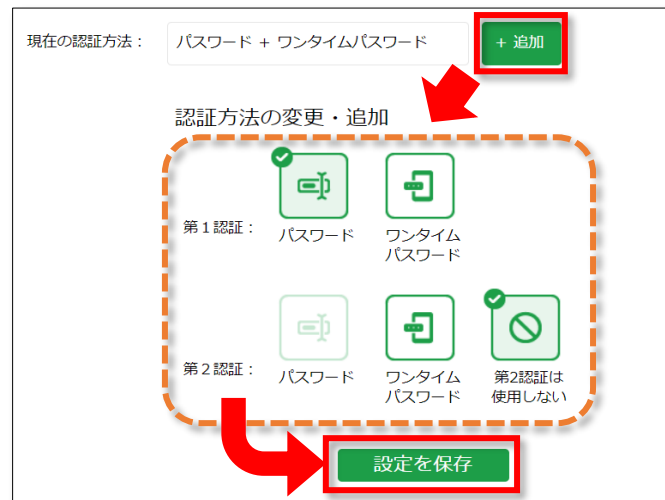 現在の認証方法： パスワード + ワンタイムパスワード + 追加
認証方法の変更・追加
第１認証： パスワード ワンタイム
パスワード
第２認証： パスワード ワンタイム
パスワード 第2認証は
使用しない
設定を保存